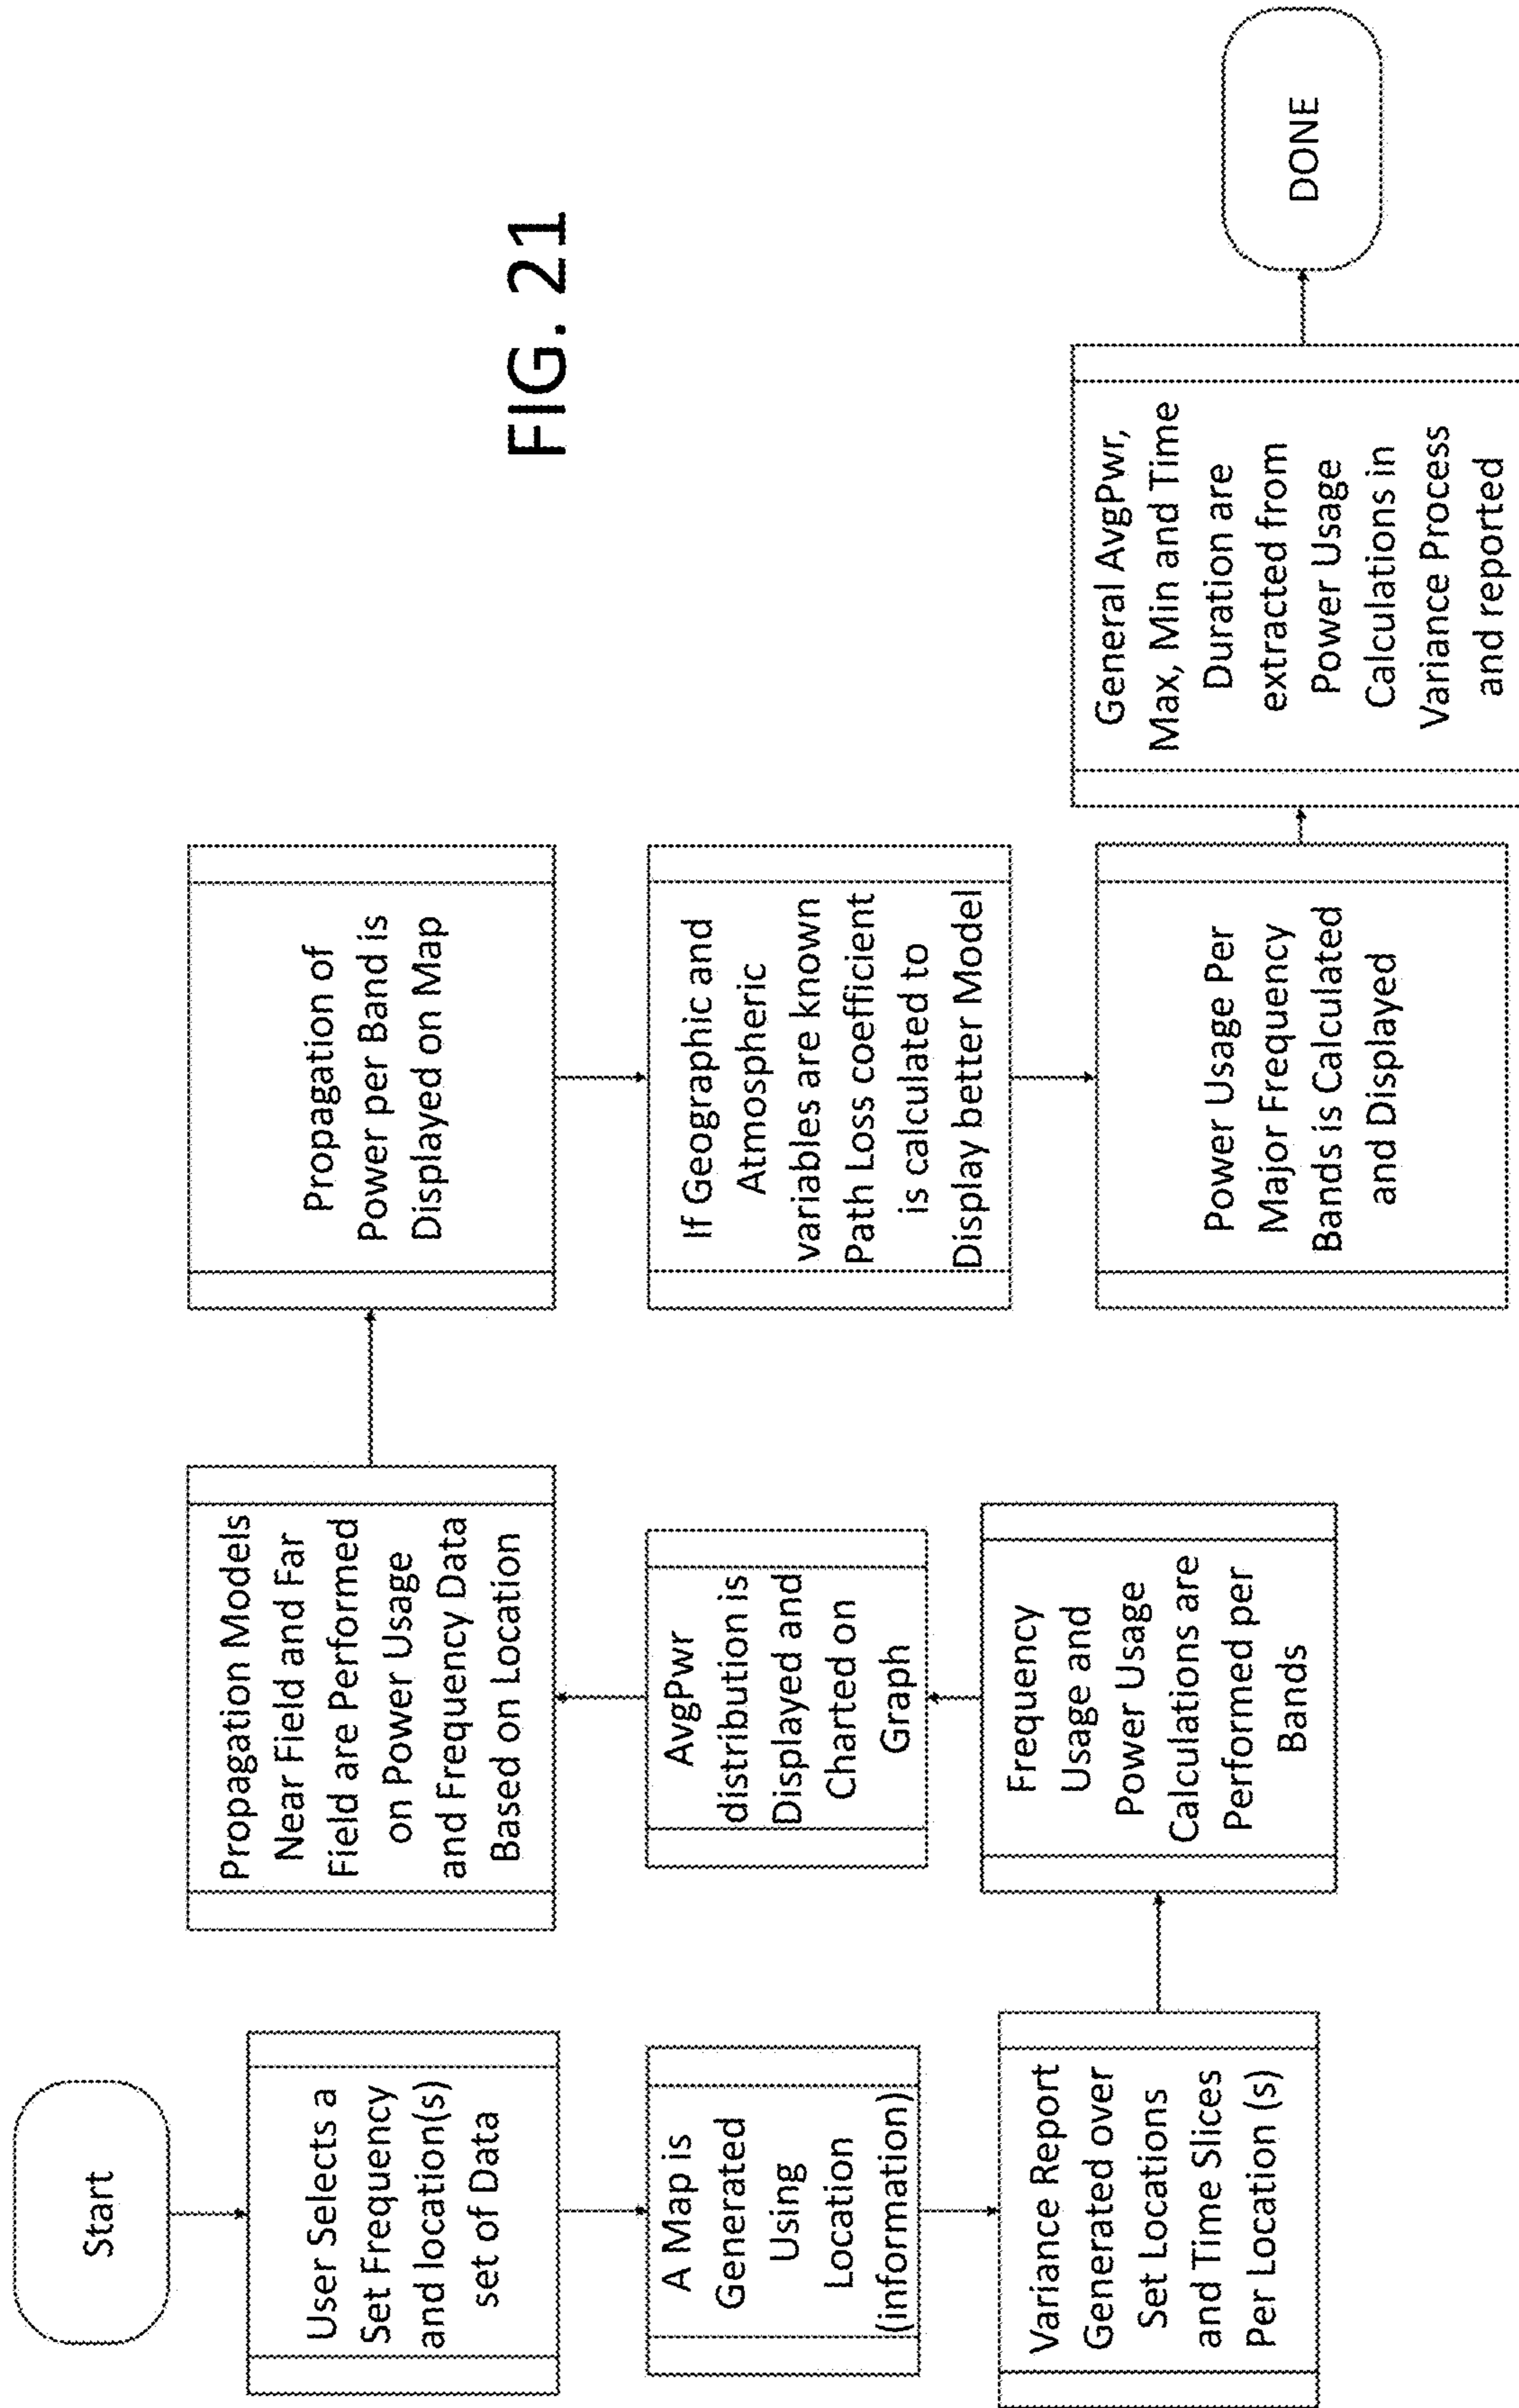 Start
User Selects a
Set Frequency
and location(s)
set of Data
A Map is
Generated
Using
Location
(information)
Variance Report
Generated over
Set Locations
and Time Slices
Per Location (s)
Frequency
Usage and
Power Usage
Calculations are
Performed per
Bands
AvgPwr
distribution is
Displayed and
Charted on
Graph
Propagation Models
Near Field and Far
Field are Performed
on Power Usage
and Frequency Data
Based on Location
Propagation of
Power per Band is
Displayed on Map
If Geographic and
Atmospheric
variables are known
Path Loss coefficient
is calculated to
Display better Model
Power Usage Per
Major Frequency
Bands is Calculated
and Displayed
General AvgPwr,
Max, Min and Time
Duration are
extracted from
Power Usage
Calculations in
Variance Process
and reported
DONE
FIG. 21